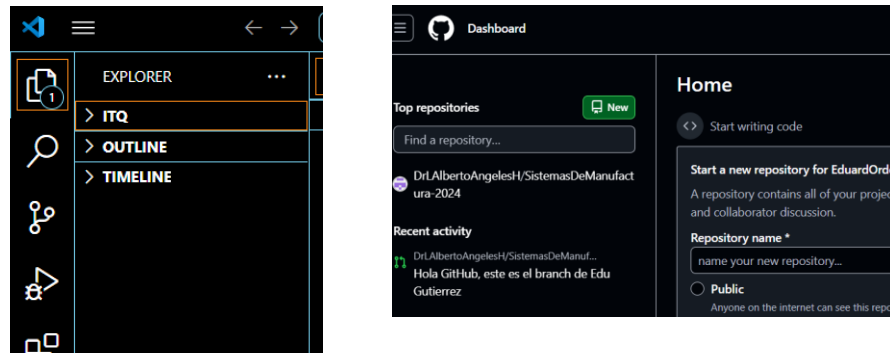 EXPLORER
1
ITQ
OUTLINE
TIMELINE
Dashboard
Top repositories
New
Find a repository...
DrLAlbertoAngelesH/SistemasDeManufact
ura-2024
Recent activity
DrLAlbertoAngelesH/SistemasDeManuf...
Hola GitHub, este es el branch de Edu
Gutierrez
Home
Start writing code
Start a new repository for EduardOrd
A repository contains all of your projec
and collaborator discussion.
Repository name *
name your new repository...
Public
Anyone on the internet can see this repo